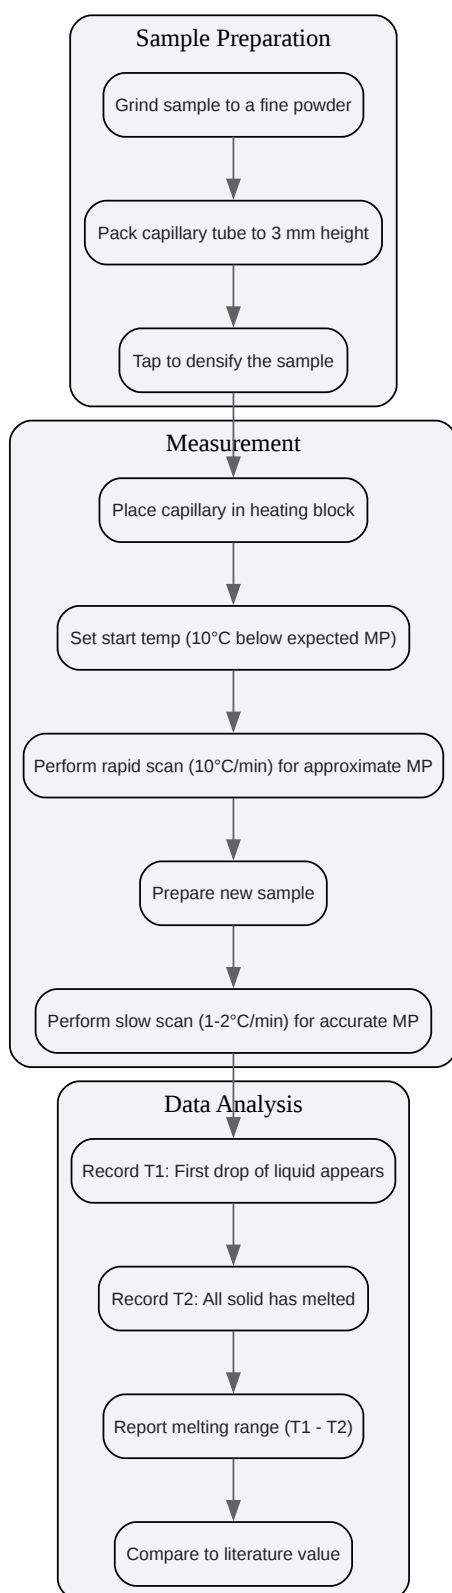 Sample Preparation
Grind sample to a fine powder
Pack capillary tube to 3 mm height
Tap to densify the sample
Measurement
Place capillary in heating block
Set start temp (10°C below expected MP)
Perform rapid scan (10°C/min) for approximate MP
Prepare new sample
Perform slow scan (1-2°C/min) for accurate MP
Data Analysis
Record T1: First drop of liquid appears
Record T2: All solid has melted
Report melting range (T1 - T2)
Compare to literature value